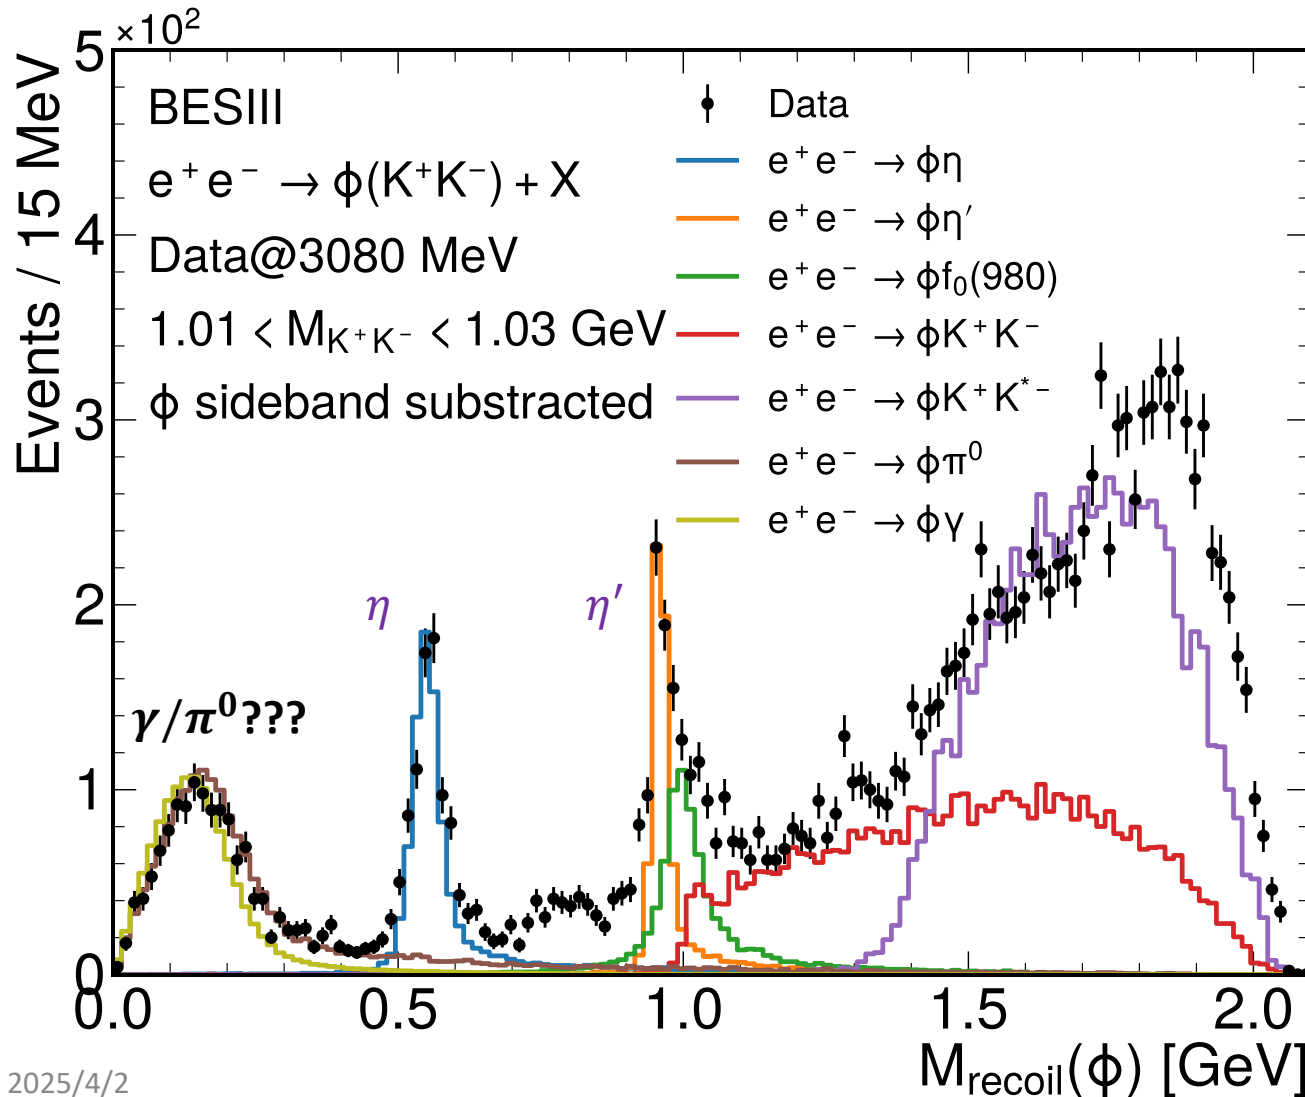 ×10²
BESIII
e⁺e⁻ → ϕ(K⁺K⁻) + X
Data@3080 MeV
1.01 < M_K⁺K⁻ < 1.03 GeV
ϕ sideband substracted
Data
e⁺e⁻ → ϕη
e⁺e⁻ → ϕη′
e⁺e⁻ → ϕf₀(980)
e⁺e⁻ → ϕK⁺K⁻
e⁺e⁻ → ϕK⁺K*⁻
e⁺e⁻ → ϕπ⁰
e⁺e⁻ → ϕγ
η
η′
γ/π⁰???
Events / 15 MeV
5
4
3
2
1
0
0.0 0.5 1.0 1.5 2.0
M_recoil(ϕ) [GeV]
2025/4/2